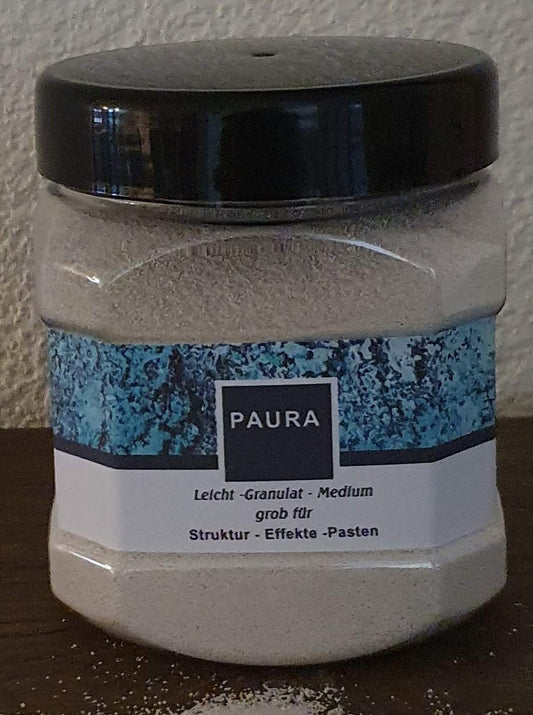 PAURA
Leicht -Granulat - Medium
grob für
Struktur - Effekte -Pasten